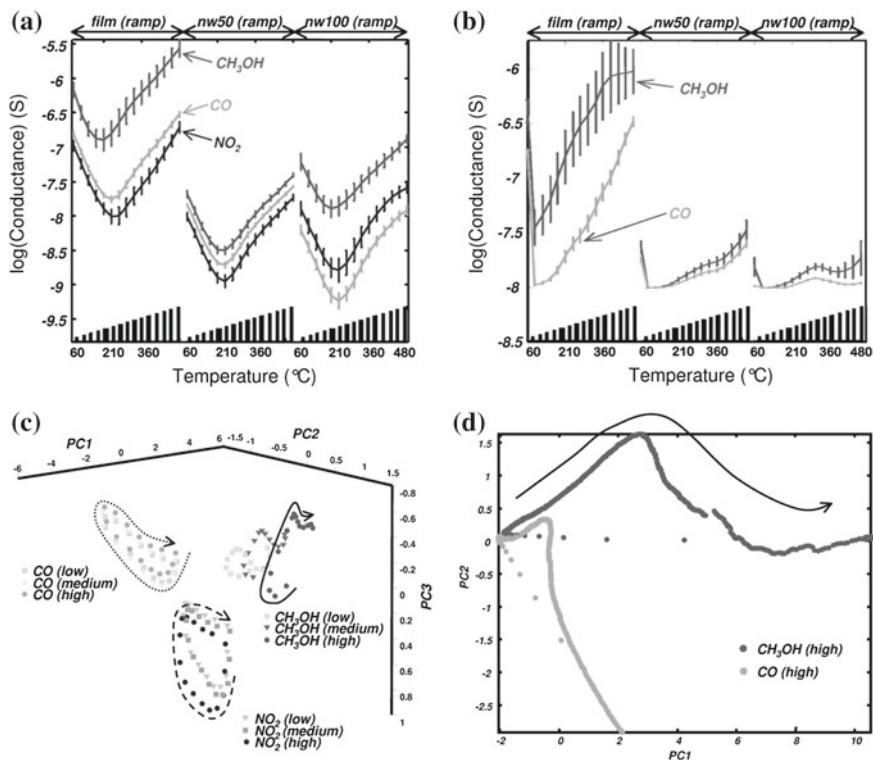 (a)
film (ramp) nw50 (ramp) nw100 (ramp)
log(Conductance) (S)
-5.5
-6
-6.5
-7
-7.5
-8
-8.5
-9
-9.5
CH₃OH
CO
NO₂
60 210 360 60 210 360 60 210 360 480
Temperature (°C)
(b)
film (ramp) nw50 (ramp) nw100 (ramp)
log(Conductance) (S)
-6
-6.5
-7
-7.5
-8
-8.5
CH₃OH
CO
60 210 360 60 210 360 60 210 360 480
Temperature (°C)
(c)
PC1
-6 -4 -2 0 2 4 6
PC2
-1.5 -1 -0.5 0 0.5 1 1.5
PC3
-0.8
-0.6
-0.4
-0.2
0
0.2
0.4
0.6
0.8
1
CO (low)
CO (medium)
CO (high)
CH₃OH (low)
CH₃OH (medium)
CH₃OH (high)
NO₂ (low)
NO₂ (medium)
NO₂ (high)
(d)
PC2
1.5
1
0.5
0
-0.5
-1
-1.5
-2
-2.5
CH₃OH (high)
CO (high)
-2 0 2 4 6 8 10
PC1